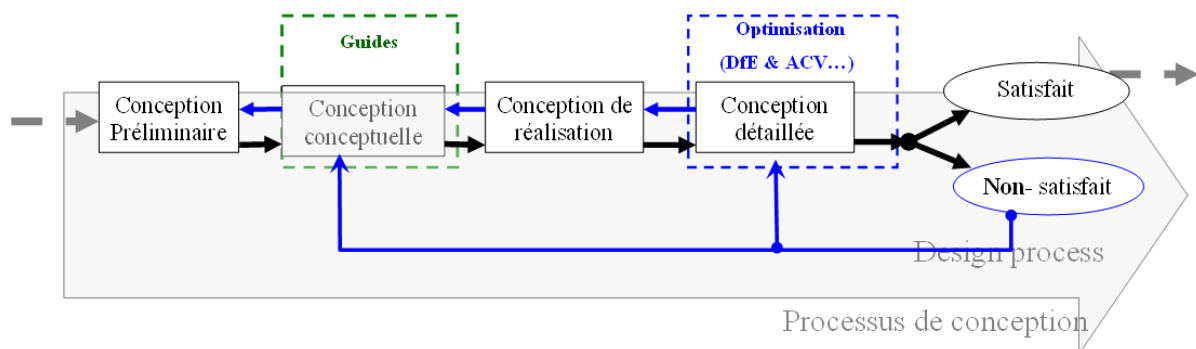 Guides
Optimisation
(DfE & ACV…)
Conception
Préliminaire
Conception
conceptuelle
Conception de
réalisation
Conception
détaillée
Satisfait
Non- satisfait
Design process
Processus de conception